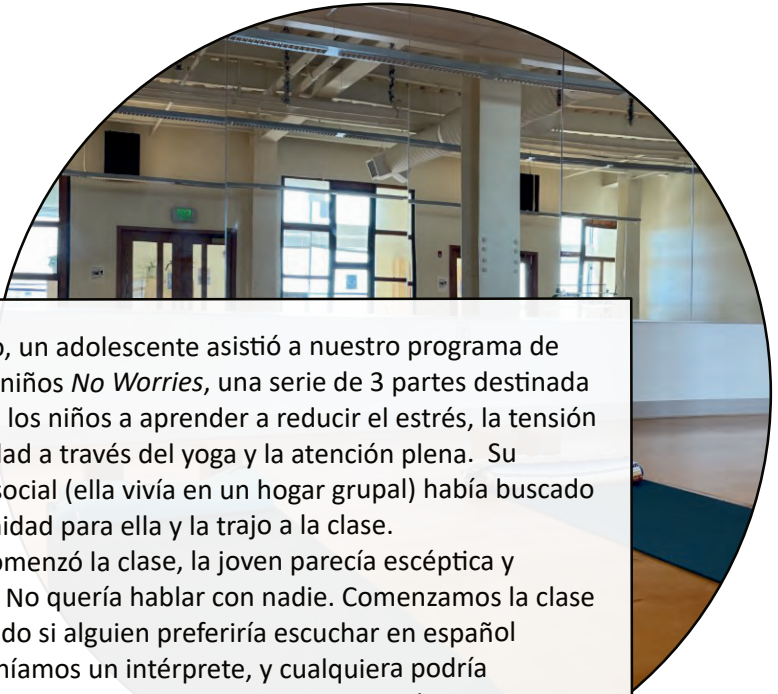 , un adolescente asistió a nuestro programa de
niños No Worries, una serie de 3 partes destinada
los niños a aprender a reducir el estrés, la tensión
dad a través del yoga y la atención plena. Su
social (ella vivía en un hogar grupal) había buscado
nidad para ella y la trajo a la clase.
omenzó la clase, la joven parecía escéptica y
No quería hablar con nadie. Comenzamos la clase
do si alguien preferiría escuchar en español
níamos un intérprete, y cualquiera podría